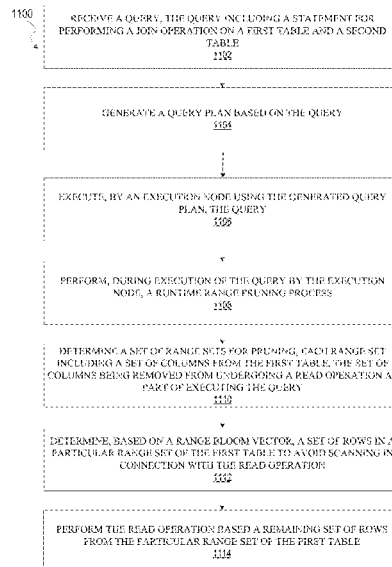 1100
RECEIVE A QUERY, THE QUERY INCLUDING A STATEMENT FOR
PERFORMING A JOIN OPERATION ON A FIRST TABLE AND A SECOND
TABLE
1102
GENERATE A QUERY PLAN BASED ON THE QUERY
1104
EXECUTE, BY AN EXECUTION NODE USING THE GENERATED QUERY
PLAN, THE QUERY
1106
PERFORM, DURING EXECUTION OF THE QUERY BY THE EXECUTION
NODE, A RUNTIME RANGE PRUNING PROCESS
1108
DETERMINE A SET OF RANGE SETS FOR PRUNING, EACH RANGE SET
INCLUDING A SET OF COLUMNS FROM THE FIRST TABLE, THE SET OF
COLUMNS BEING REMOVED FROM UNDERGOING A READ OPERATION A
PART OF EXECUTING THE QUERY
1110
DETERMINE, BASED ON A RANGE BLOOM VECTOR, A SET OF ROWS IN A
PARTICULAR RANGE SET OF THE FIRST TABLE TO AVOID SCANNING IN
CONNECTION WITH THE READ OPERATION
1112
PERFORM THE READ OPERATION BASED A REMAINING SET OF ROWS
FROM THE PARTICULAR RANGE SET OF THE FIRST TABLE
1114